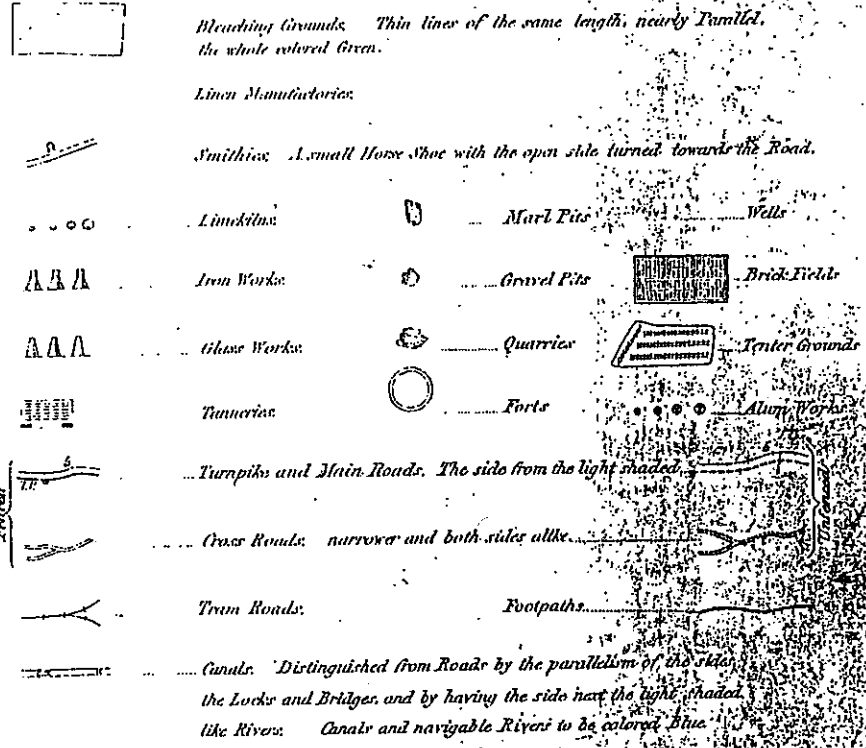 Bleaching Grounds. Thin lines of the same length, nearly Parallel,
the whole colored Green.
Linen Manufactories.
Smithies. A small Horse Shoe with the open side turned towards the Road.
Limekilns. Marl Pits Wells
Iron Works. Gravel Pits Brick Fields
Glass Works. Quarries Tenter Grounds
Tanneries. Forts Alum Works
Turnpike and Main Roads. The side from the light shaded
T.P.
Cross Roads. narrower and both sides alike
Unfenced
Tram Roads. Footpaths
Canals. Distinguished from Roads by the parallelism of the sides
the Locks and Bridges, and by having the side next the light shaded
like Rivers. Canals and navigable Rivers to be colored Blue.